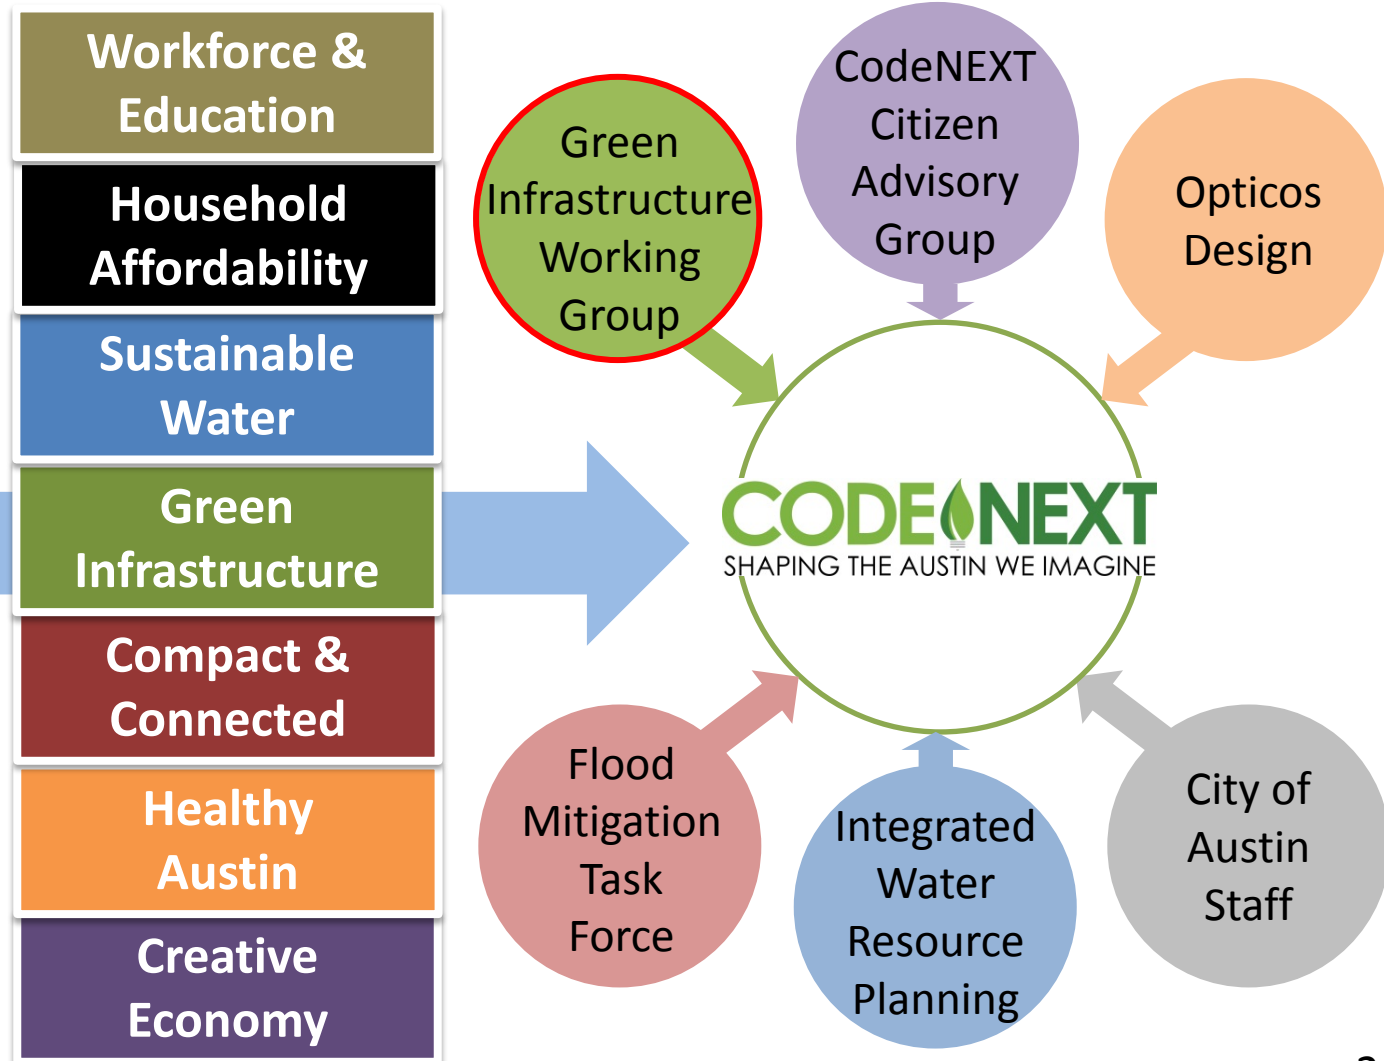 Workforce &
Education
Household
Affordability
Sustainable
Water
Green
Infrastructure
Compact &
Connected
Healthy
Austin
Creative
Economy
Green
Infrastructure
Working
Group
CodeNEXT
Citizen
Advisory
Group
Opticos
Design
CODE NEXT
SHAPING THE AUSTIN WE IMAGINE
Flood
Mitigation
Task
Force
Integrated
Water
Resource
Planning
City of
Austin
Staff